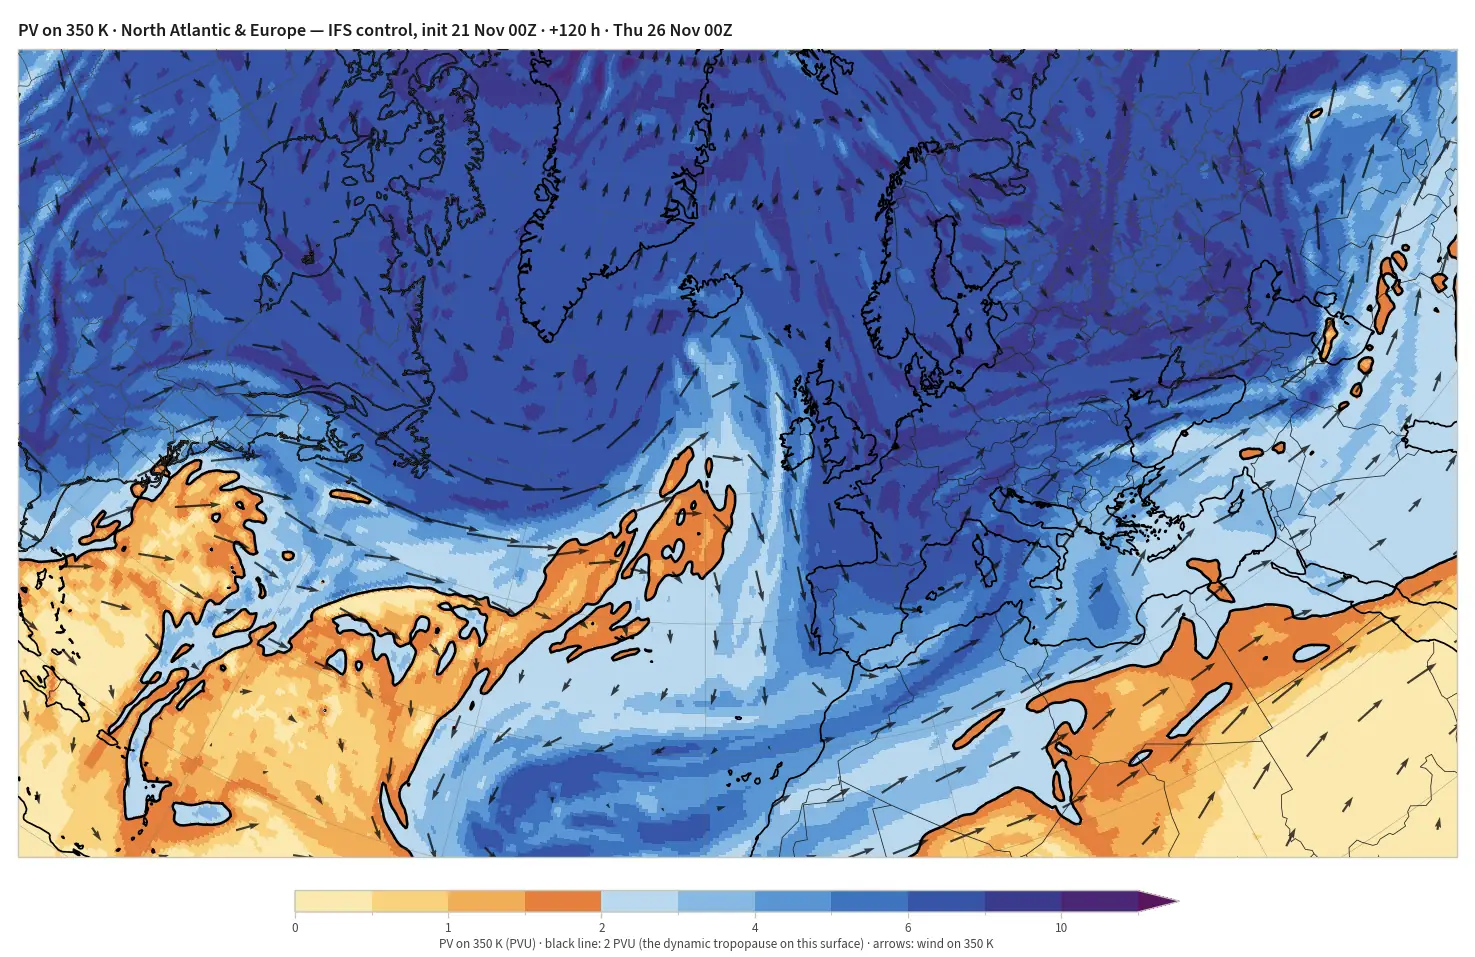 PV on 350 K · North Atlantic & Europe — IFS control, init 21 Nov 00Z · +120 h · Thu 26 Nov 00Z
0 1 2 4 6 10
PV on 350 K (PVU) · black line: 2 PVU (the dynamic tropopause on this surface) · arrows: wind on 350 K